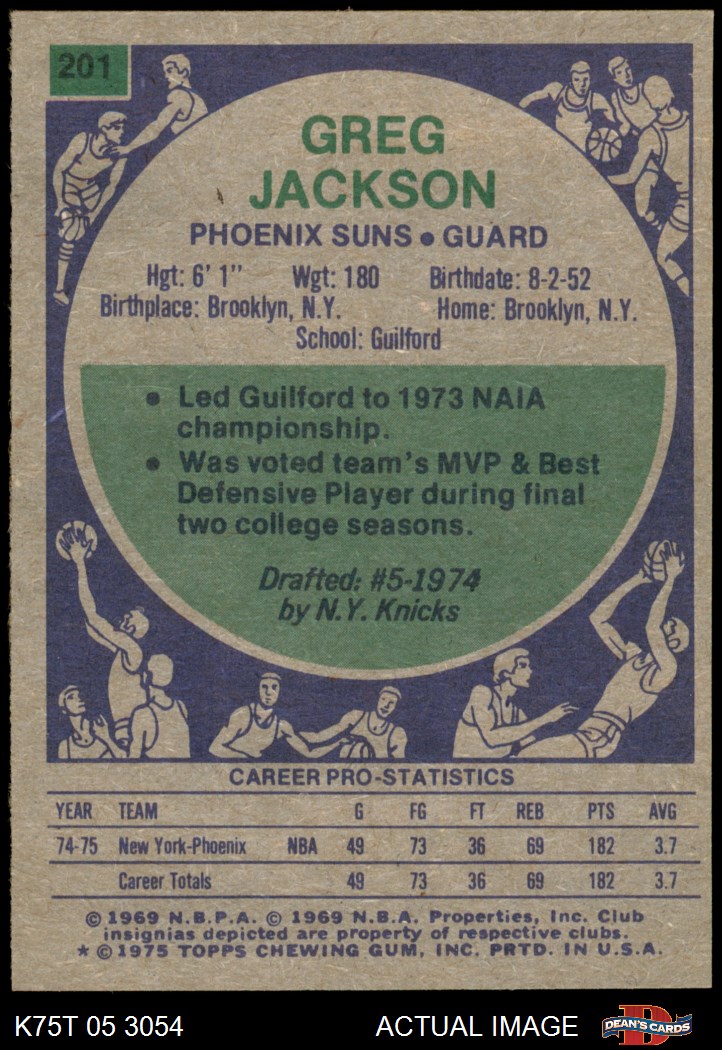 201
GREG
JACKSON
PHOENIX SUNS • GUARD
Hgt: 6' 1" Wgt: 180 Birthdate: 8-2-52
Birthplace: Brooklyn, N.Y. Home: Brooklyn, N.Y.
School: Guilford
• Led Guilford to 1973 NAIA
championship.
• Was voted team's MVP & Best
Defensive Player during final
two college seasons.
Drafted: #5-1974
by N.Y. Knicks
CAREER PRO-STATISTICS
YEAR TEAM G FG FT REB PTS AVG
74-75 New York-Phoenix NBA 49 73 36 69 182 3.7
Career Totals 49 73 36 69 182 3.7
© 1969 N.B.P.A. © 1969 N.B.A. Properties, Inc. Club
insignias depicted are property of respective clubs.
* © 1975 TOPPS CHEWING GUM, INC. PRTD. IN U.S.A.
K75T 05 3054 ACTUAL IMAGE D DEAN'S CARDS